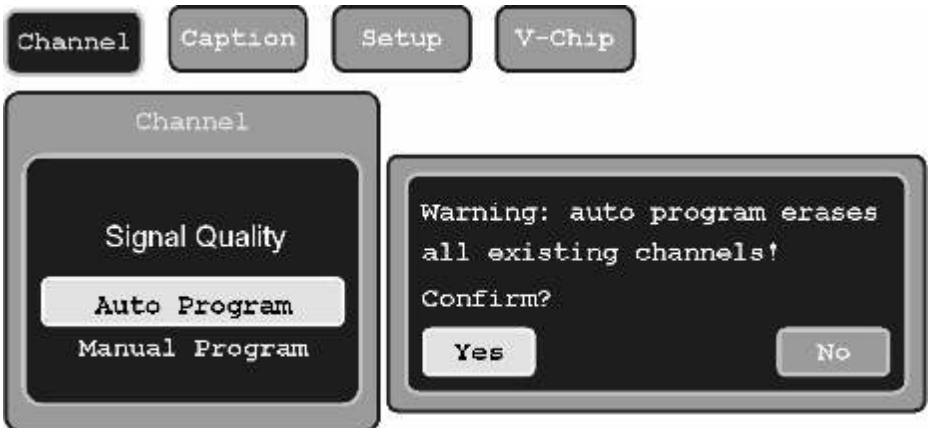 Channel Caption Setup V-Chip
Channel
Signal Quality
Auto Program
Manual Program
Warning: auto program erases
all existing channels!
Confirm?
Yes No